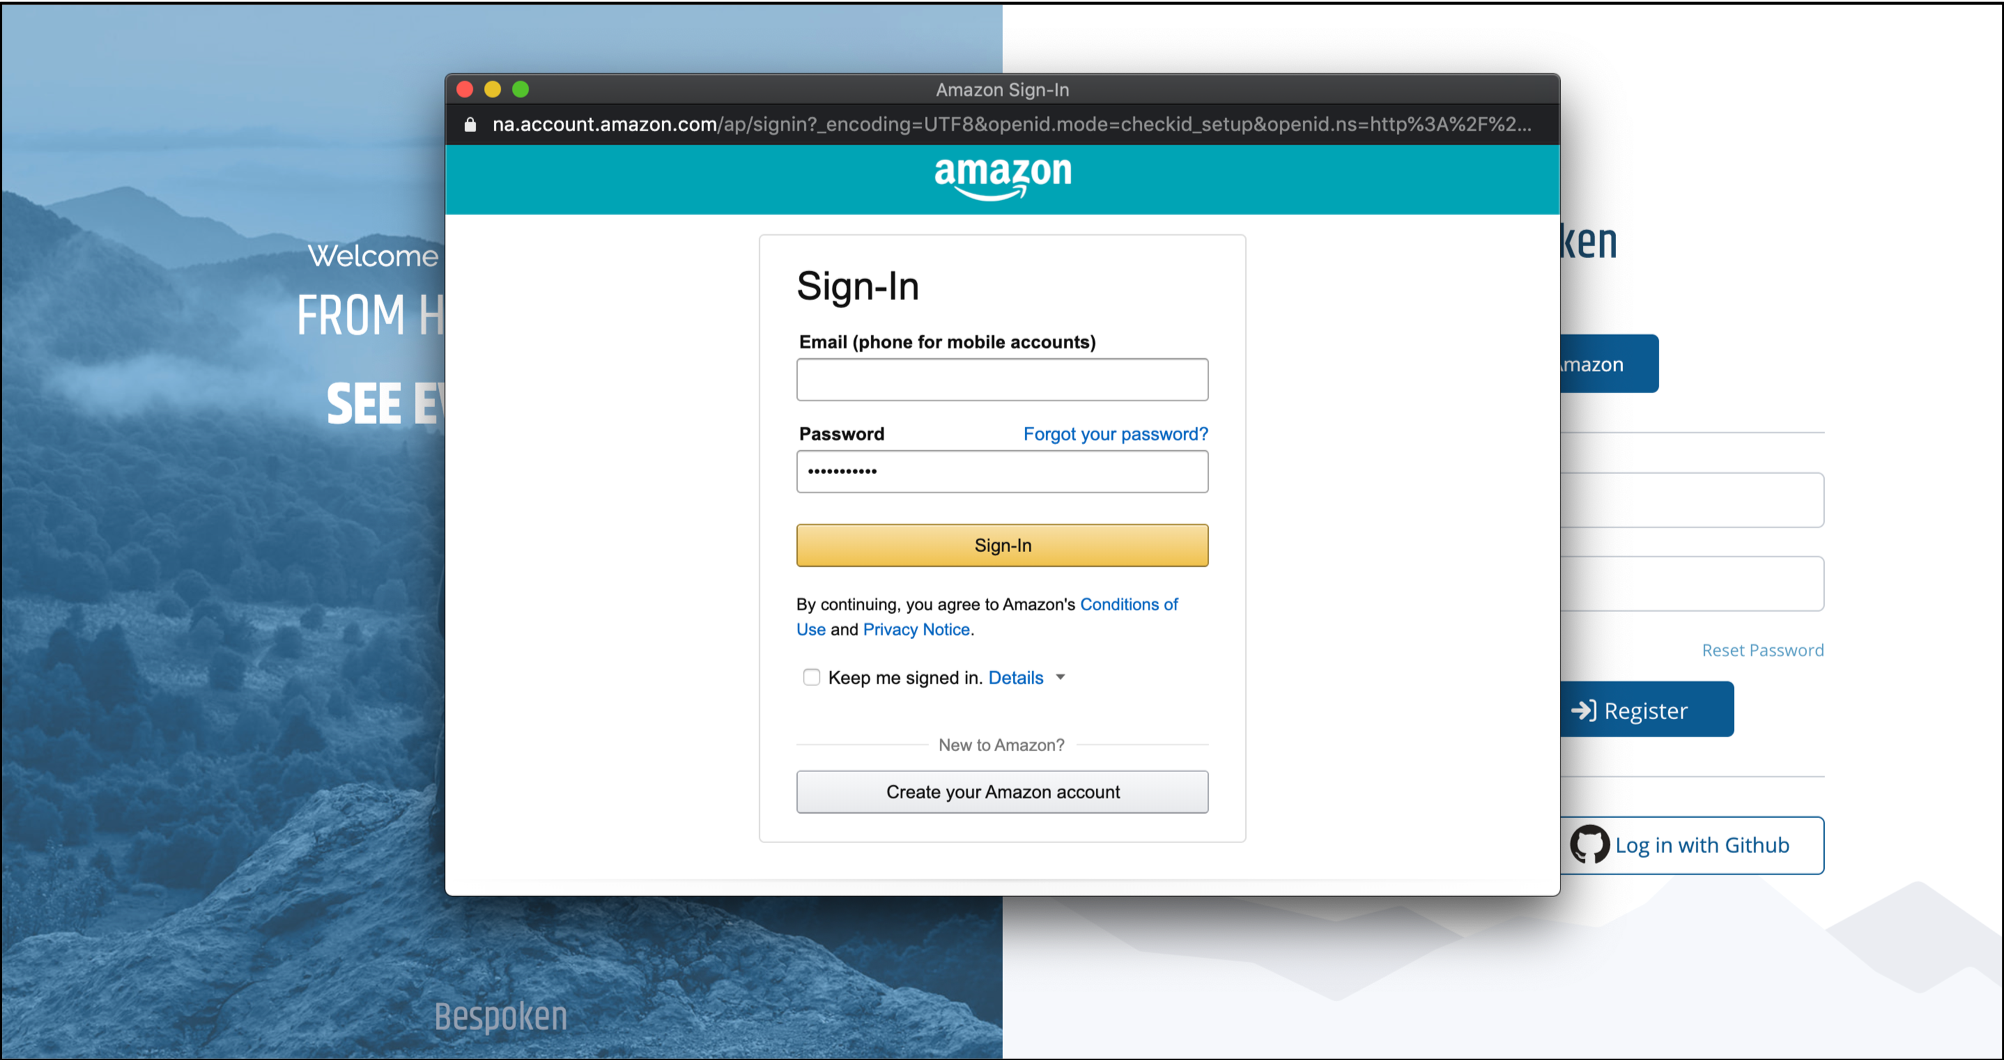 Amazon Sign-In
na.account.amazon.com/ap/signin?_encoding=UTF8&openid.mode=checkid_setup&openid.ns=http%3A%2F%2...
amazon
Welcome
FROM H
SEE
Sign-In
Email (phone for mobile accounts)
Password Forgot your password?
•••••••••••
Sign-In
By continuing, you agree to Amazon's Conditions of
Use and Privacy Notice.
Keep me signed in. Details
New to Amazon?
Create your Amazon account
ken
mazon
Reset Password
Register
Log in with Github
Bespoken